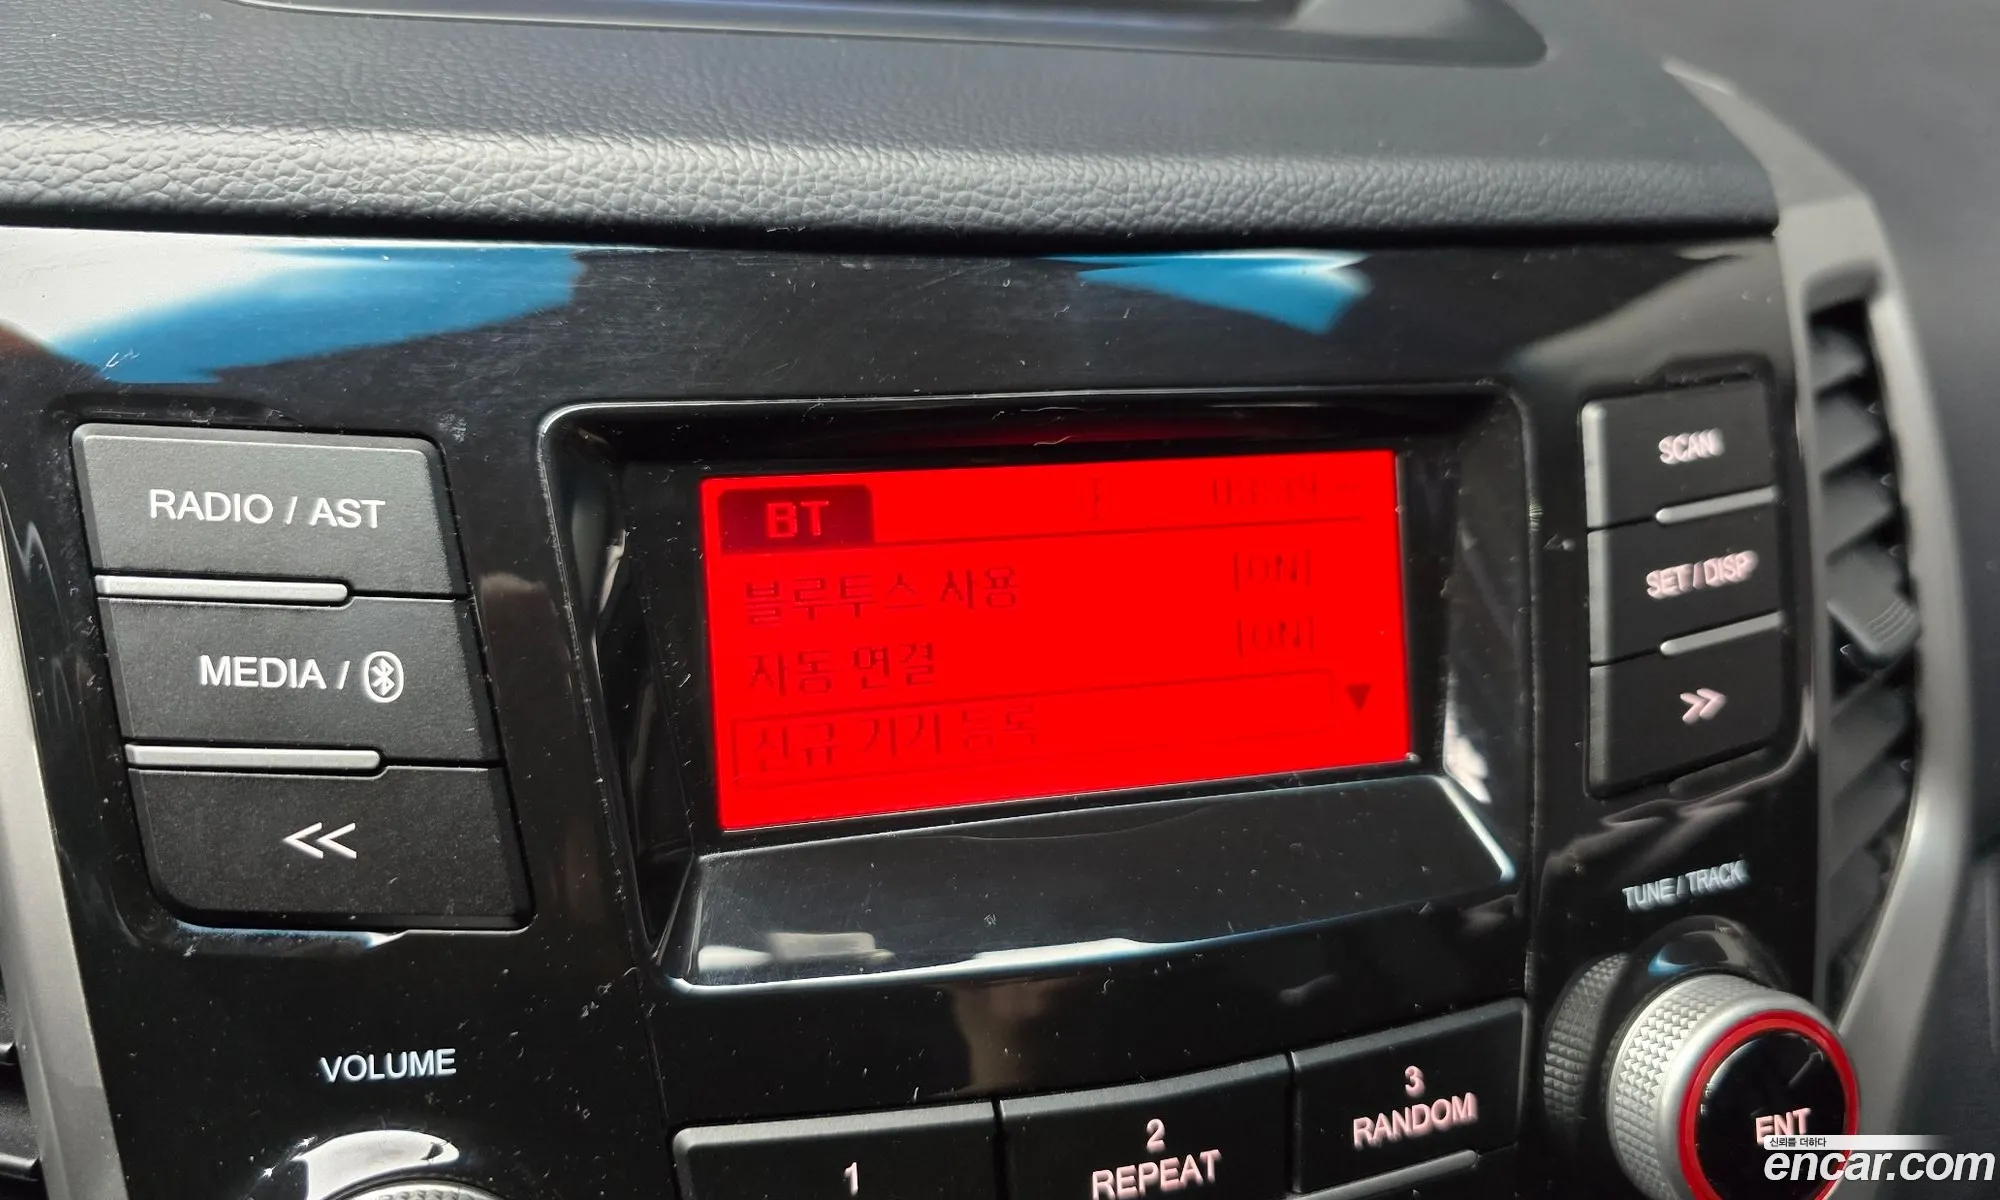 RADIO / AST
MEDIA /
<<
BT
블루투스 사용 [ON]
자동 연결 [ON]
신규 기기 등록
SCAN
SET / DISP
>>
TUNE / TRACK
VOLUME
1
2
REPEAT
3
RANDOM
ENT
신뢰를 더하다
encar.com